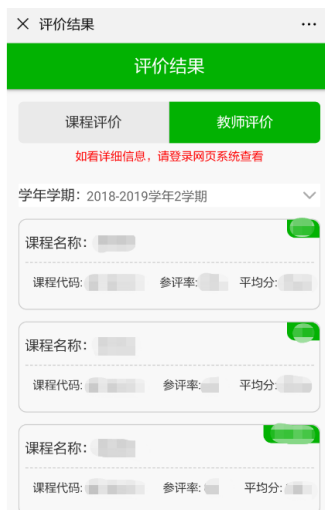 评价结果
评价结果
课程评价 教师评价
如看详细信息，请登录网页系统查看
学年学期：2018-2019学年2学期
课程名称：
课程代码: 参评率: 平均分:
课程名称：
课程代码: 参评率: 平均分:
课程名称：
课程代码: 参评率: 平均分: